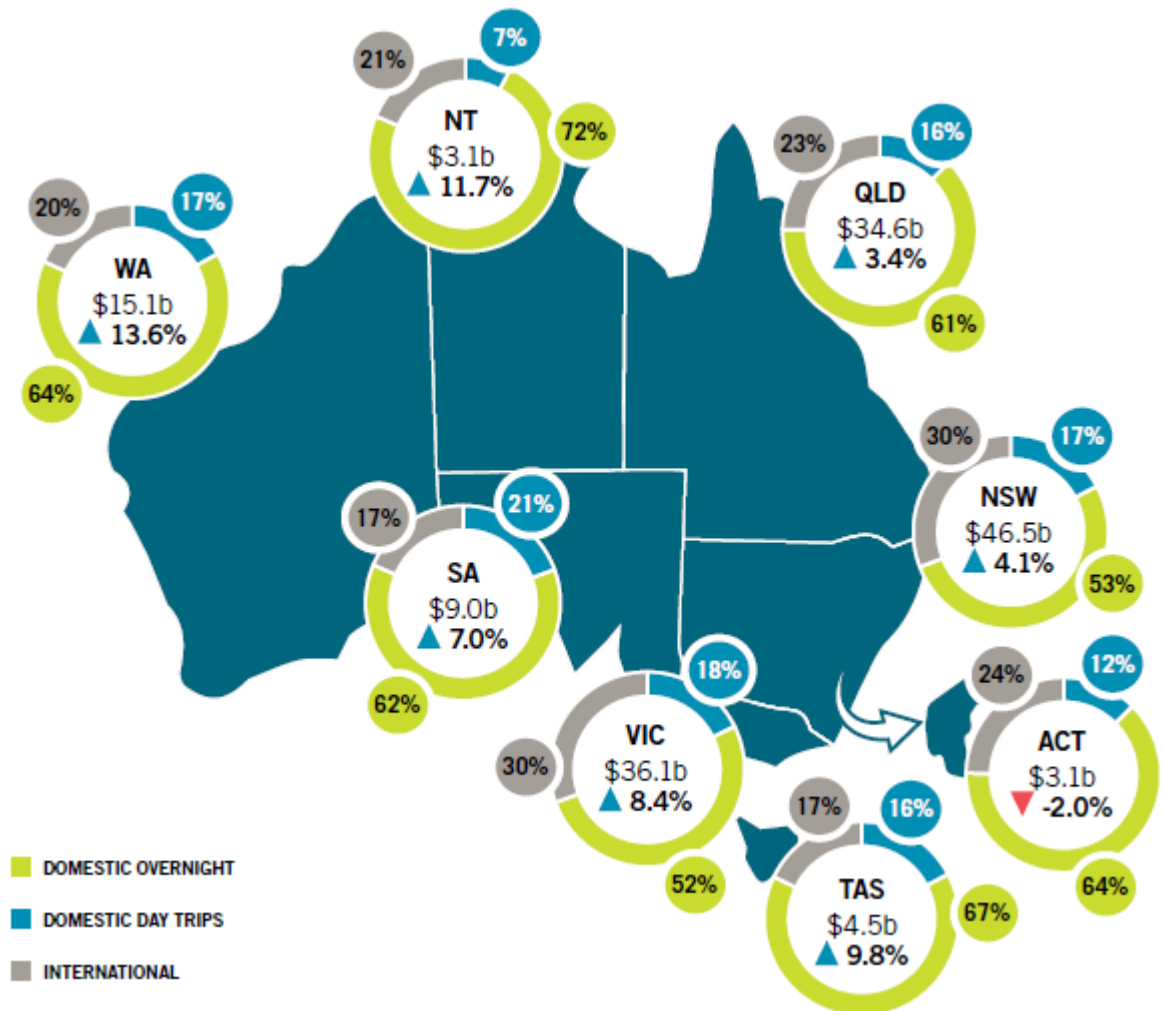 7%
21%
NT
$3.1b
11.7%
72%
16%
23%
QLD
$34.6b
3.4%
61%
17%
20%
WA
$15.1b
13.6%
64%
17%
30%
NSW
$46.5b
4.1%
53%
21%
17%
SA
$9.0b
7.0%
62%
18%
30%
VIC
$36.1b
8.4%
52%
12%
24%
ACT
$3.1b
-2.0%
64%
16%
17%
TAS
$4.5b
9.8%
67%
DOMESTIC OVERNIGHT
DOMESTIC DAY TRIPS
INTERNATIONAL